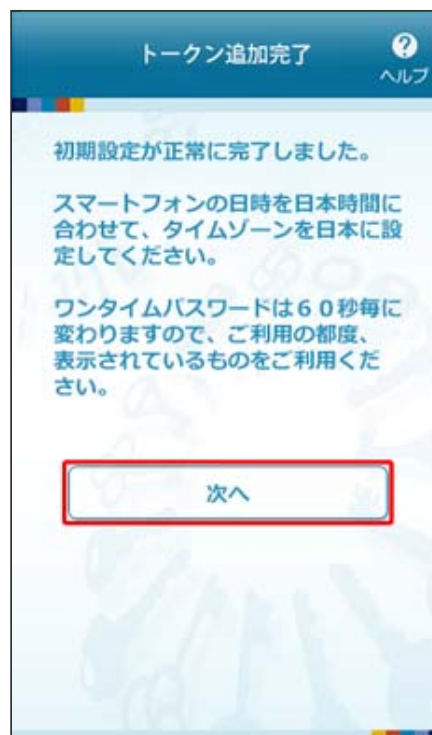 トークン追加完了
?
ヘルプ
初期設定が正常に完了しました。
スマートフォンの日時を日本時間に
合わせて、タイムゾーンを日本に設
定してください。
ワンタイムパスワードは６０秒毎に
変わりますので、ご利用の都度、
表示されているものをご利用くだ
さい。
次へ